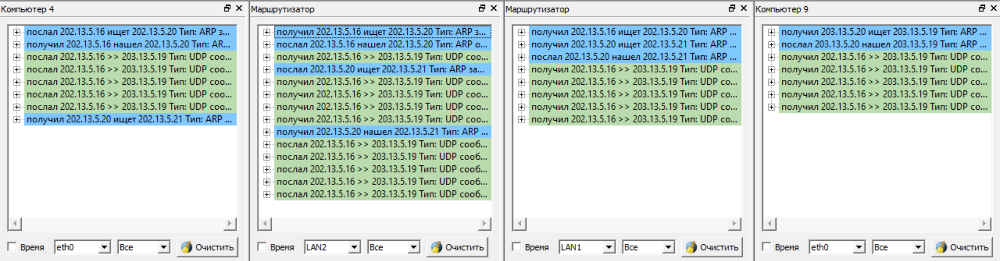 Компьютер 4
послал 202.13.5.16 ищет 202.13.5.20 Тип: ARP з...
получил 202.13.5.16 нашел 202.13.5.20 Тип: AR...
послал 202.13.5.16 >> 203.13.5.19 Тип: UDP соо...
послал 202.13.5.16 >> 203.13.5.19 Тип: UDP соо...
послал 202.13.5.16 >> 203.13.5.19 Тип: UDP соо...
послал 202.13.5.16 >> 203.13.5.19 Тип: UDP соо...
послал 202.13.5.16 >> 203.13.5.19 Тип: UDP соо...
получил 202.13.5.20 ищет 202.13.5.21 Тип: ARP ...
Время eth0 Все Очистить
Маршрутизатор
получил 202.13.5.16 ищет 202.13.5.20 Тип: ARP з...
послал 202.13.5.16 нашел 202.13.5.20 Тип: ARP о...
получил 202.13.5.16 >> 203.13.5.19 Тип: UDP соо...
послал 202.13.5.20 ищет 202.13.5.21 Тип: ARP за...
получил 202.13.5.16 >> 203.13.5.19 Тип: UDP соо...
получил 202.13.5.16 >> 203.13.5.19 Тип: UDP соо...
получил 202.13.5.16 >> 203.13.5.19 Тип: UDP соо...
получил 202.13.5.16 >> 203.13.5.19 Тип: UDP соо...
получил 202.13.5.20 нашел 202.13.5.21 Тип: ARP ...
послал 202.13.5.16 >> 203.13.5.19 Тип: UDP сооб...
послал 202.13.5.16 >> 203.13.5.19 Тип: UDP сооб...
послал 202.13.5.16 >> 203.13.5.19 Тип: UDP сооб...
послал 202.13.5.16 >> 203.13.5.19 Тип: UDP сооб...
послал 202.13.5.16 >> 203.13.5.19 Тип: UDP сооб...
Время LAN2 Все Очистить
Маршрутизатор
получил 202.13.5.16 ищет 202.13.5.20 Тип: ARP ...
получил 202.13.5.20 ищет 202.13.5.21 Тип: ARP ...
послал 202.13.5.20 нашел 202.13.5.21 Тип: ARP ...
получил 202.13.5.16 >> 203.13.5.19 Тип: UDP со...
получил 202.13.5.16 >> 203.13.5.19 Тип: UDP со...
получил 202.13.5.16 >> 203.13.5.19 Тип: UDP со...
получил 202.13.5.16 >> 203.13.5.19 Тип: UDP со...
получил 202.13.5.16 >> 203.13.5.19 Тип: UDP со...
Время LAN1 Все Очистить
Компьютер 9
получил 203.13.5.20 ищет 203.13.5.19 Тип: ARP ...
послал 203.13.5.20 нашел 203.13.5.19 Тип: ARP ...
получил 202.13.5.16 >> 203.13.5.19 Тип: UDP со...
получил 202.13.5.16 >> 203.13.5.19 Тип: UDP со...
получил 202.13.5.16 >> 203.13.5.19 Тип: UDP со...
получил 202.13.5.16 >> 203.13.5.19 Тип: UDP со...
получил 202.13.5.16 >> 203.13.5.19 Тип: UDP со...
Время eth0 Все Очистить